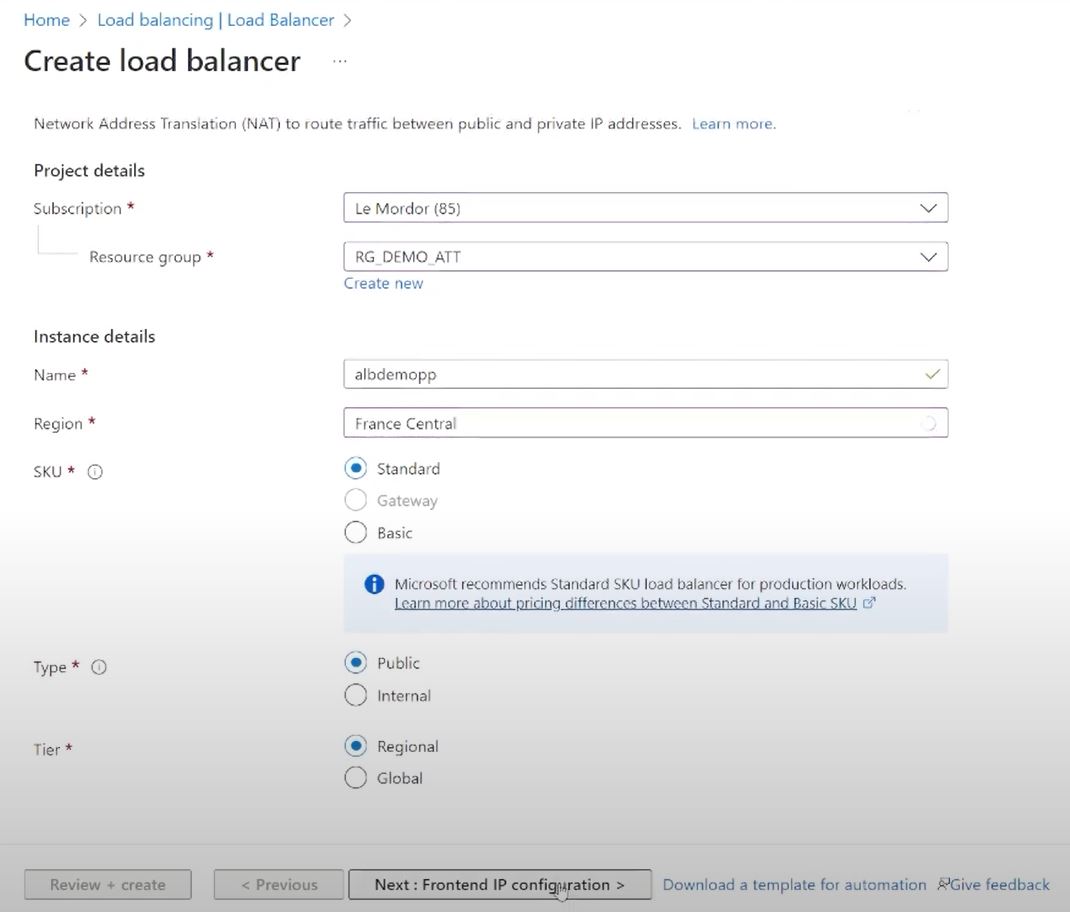 Home > Load balancing | Load Balancer >
Create load balancer ...
Network Address Translation (NAT) to route traffic between public and private IP addresses. Learn more.
Project details
Subscription * Le Mordor (85)
Resource group * RG_DEMO_ATT
Create new
Instance details
Name * albdemopp
Region * France Central
SKU * Standard
Gateway
Basic
Microsoft recommends Standard SKU load balancer for production workloads.
Learn more about pricing differences between Standard and Basic SKU
Type * Public
Internal
Tier * Regional
Global
Review + create < Previous Next : Frontend IP configuration > Download a template for automation Give feedback